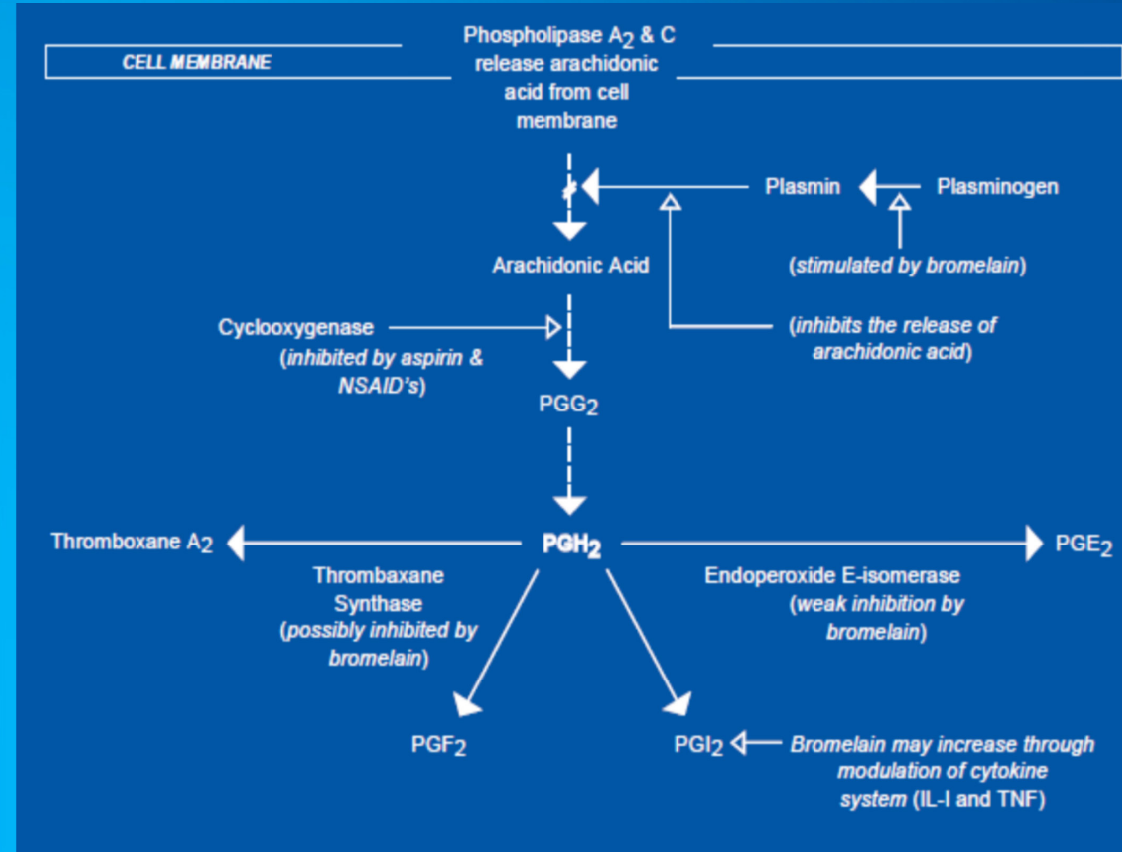 Phospholipase A2 & C
CELL MEMBRANE
release arachidonic
acid from cell
membrane
Plasmin
Plasminogen
Arachidonic Acid
(stimulated by bromelain)
Cyclooxygenase
(inhibited by aspirin &
NSAID's)
(inhibits the release of
arachidonic acid)
PGG2
Thromboxane A2
PGH2
PGE2
Thrombaxane
Synthase
(possibly inhibited by
bromelain)
Endoperoxide E-isomerase
(weak inhibition by
bromelain)
PGF2
PGI2
Bromelain may increase through
modulation of cytokine
system (IL-I and TNF)